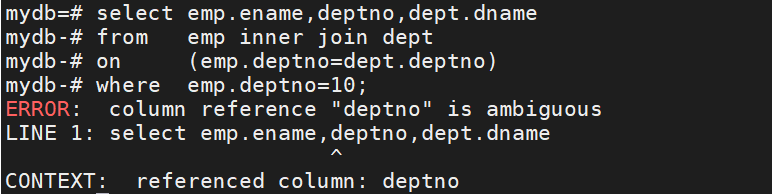 mydb=# select emp.ename,deptno,dept.dname
mydb-# from   emp inner join dept
mydb-# on     (emp.deptno=dept.deptno)
mydb-# where  emp.deptno=10;
ERROR:  column reference "deptno" is ambiguous
LINE 1: select emp.ename,deptno,dept.dname
                         ^
CONTEXT:  referenced column: deptno